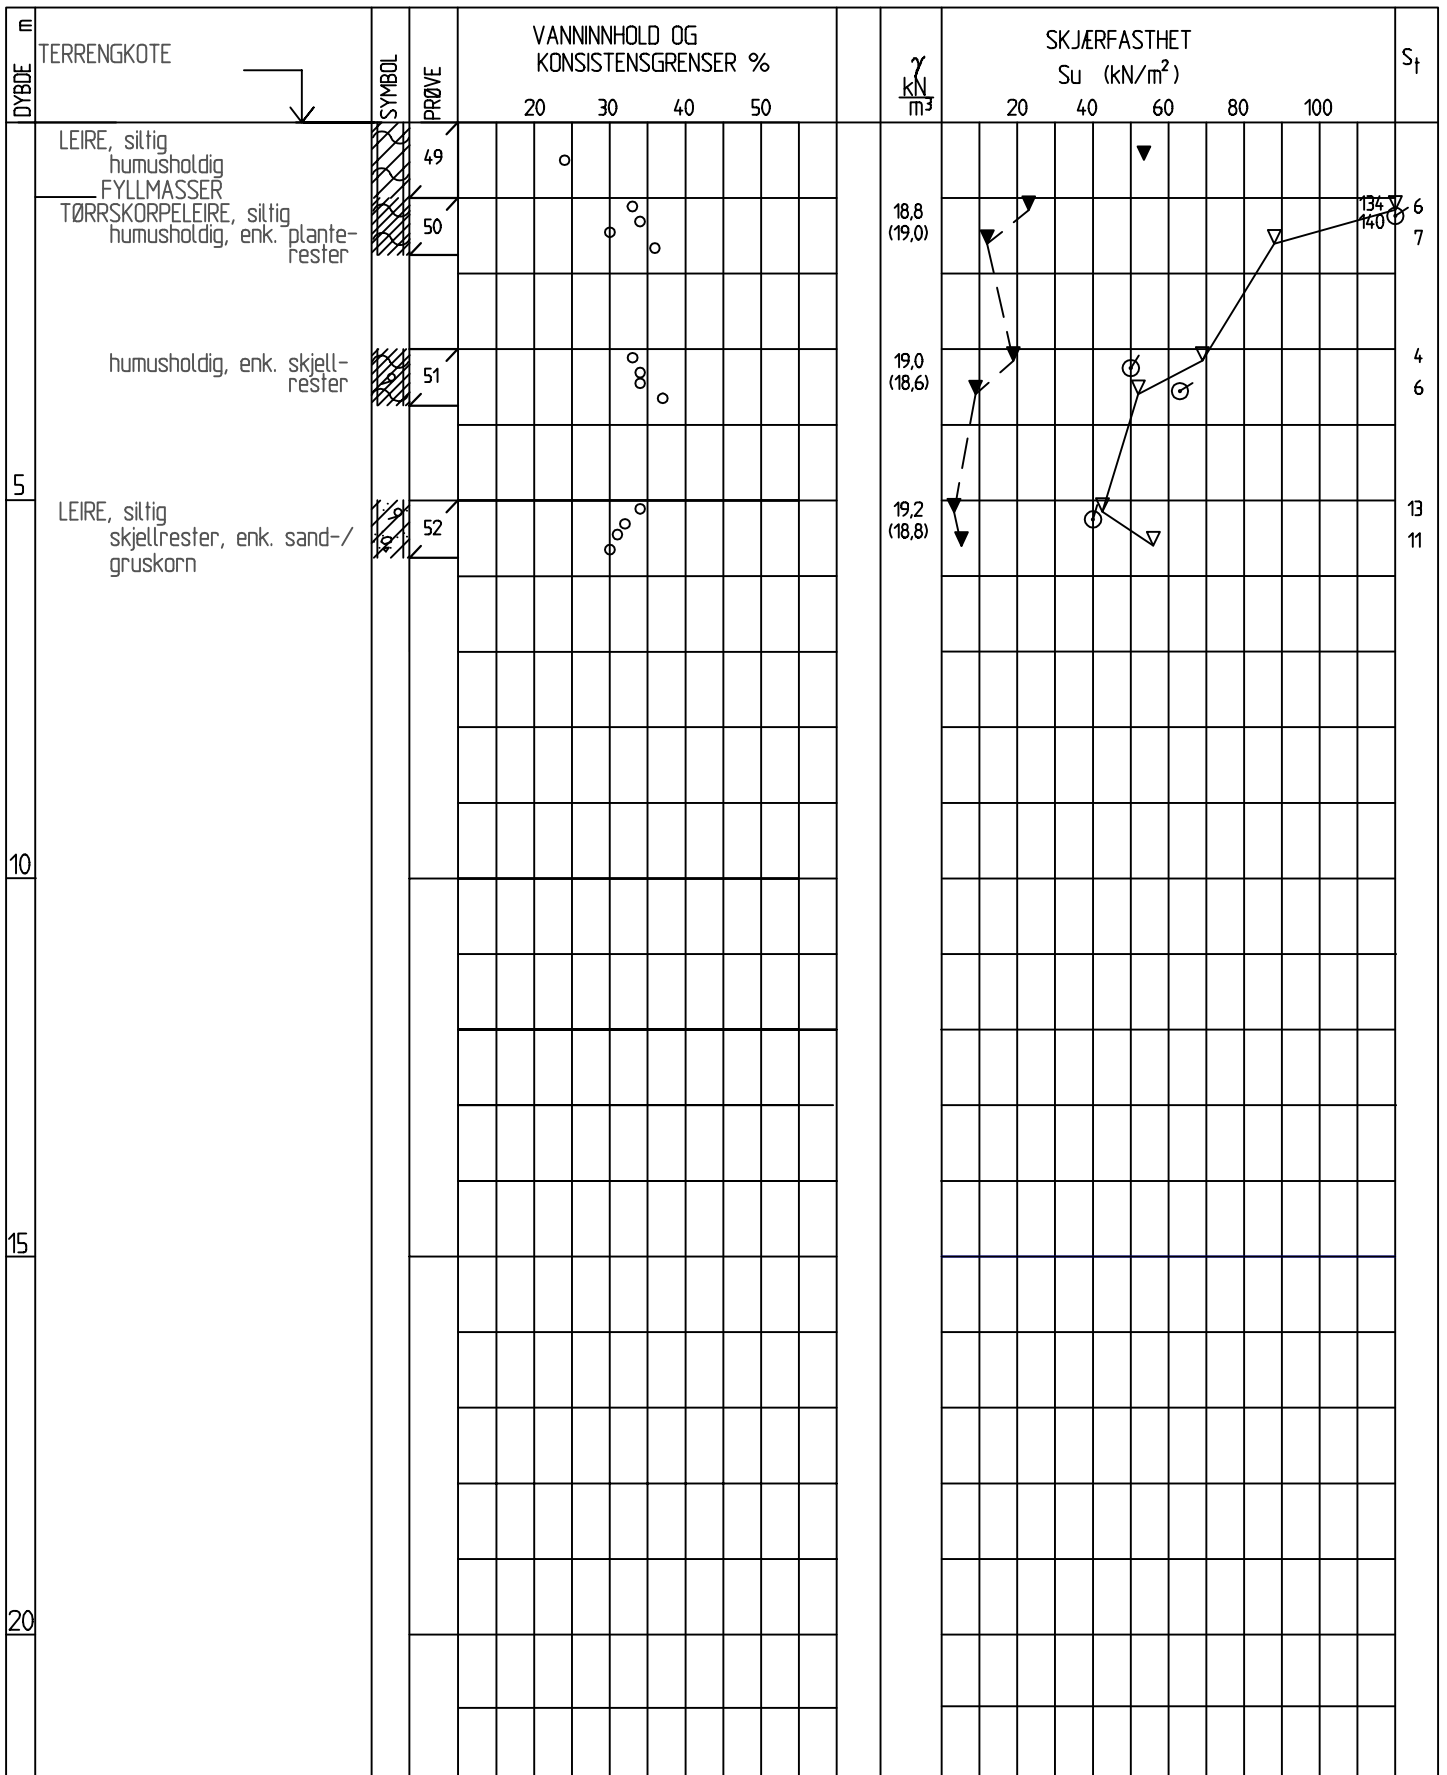 DYBDE m
TERRENGKOTE
SYMBOL
PRØVE
VANNINNHOLD OG
KONSISTENSGRENSER %
20 30 40 50
γ
kN
m³
SKJÆRFASTHET
Su (kN/m²)
20 40 60 80 100
St
LEIRE, siltig
humusholdig
FYLLMASSER
49
TØRRSKORPELEIRE, siltig
humusholdig, enk. plante-
rester
50
18,8
(19,0)
134
140
6
7
humusholdig, enk. skjell-
rester
51
19,0
(18,6)
4
6
5
LEIRE, siltig
skjellrester, enk. sand-/
gruskorn
52
19,2
(18,8)
13
11
10
15
20